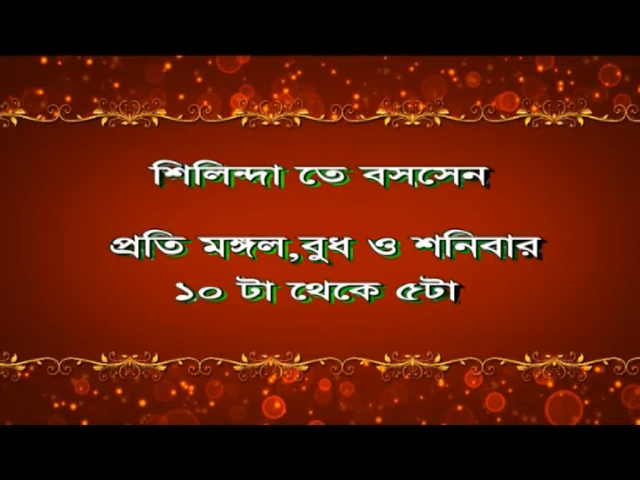 শিলিন্দা তে বসসেন
প্রতি মঙ্গল,বুধ ও শনিবার
১০ টা থেকে ৫টা